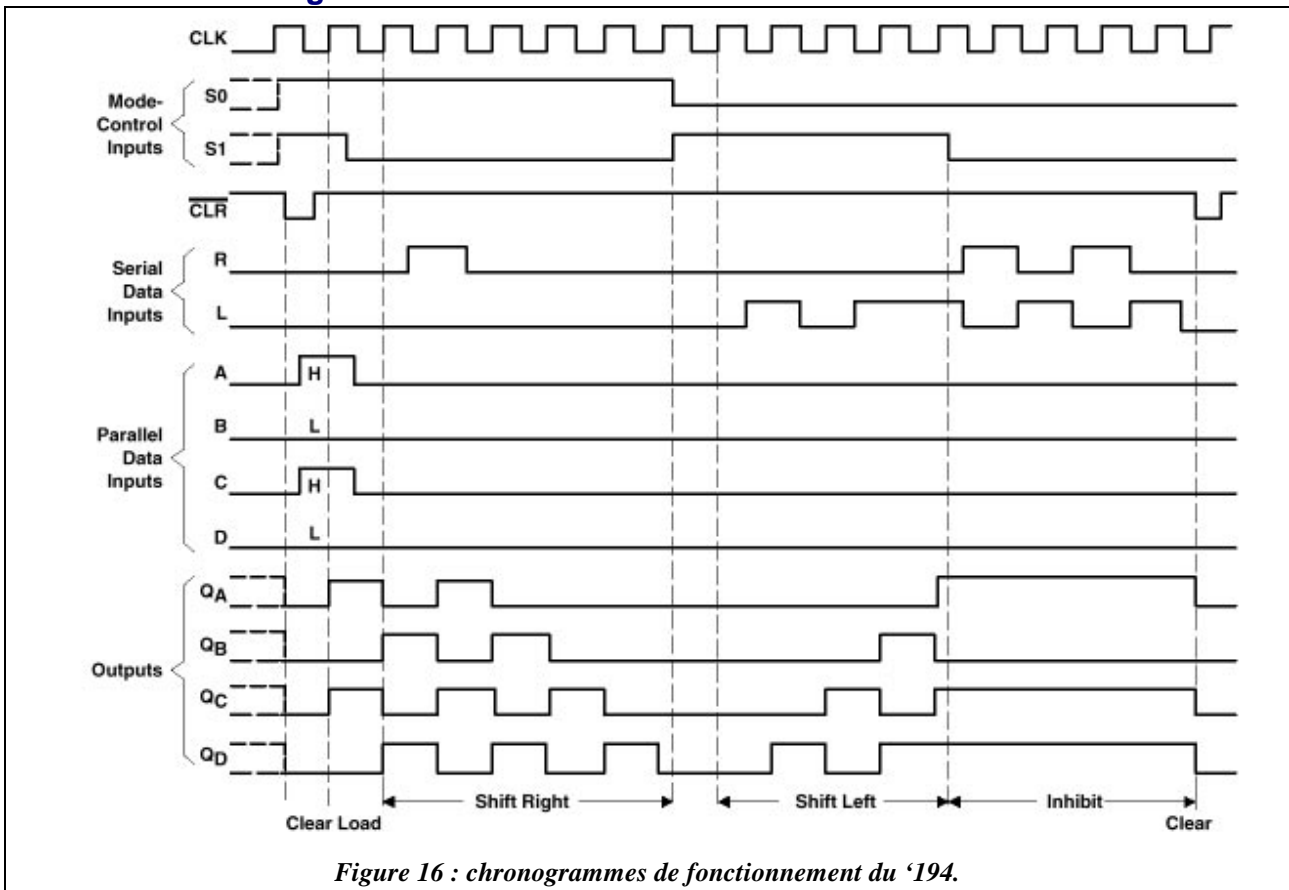 CLK
Mode-
Control
Inputs
S0
S1
CLR
Serial
Data
Inputs
R
L
Parallel
Data
Inputs
A
H
B
L
C
H
D
L
Outputs
QA
QB
QC
QD
Shift Right
Shift Left
Inhibit
Clear Load
Clear
Figure 16 : chronogrammes de fonctionnement du ‘194.